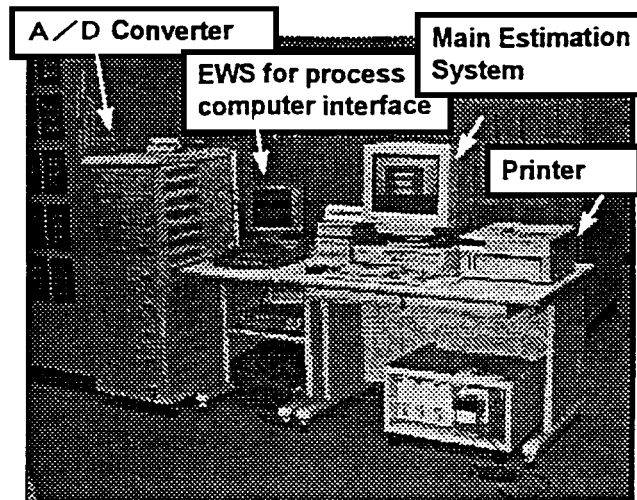 A／D Converter
EWS for process
computer interface
Main Estimation
System
Printer